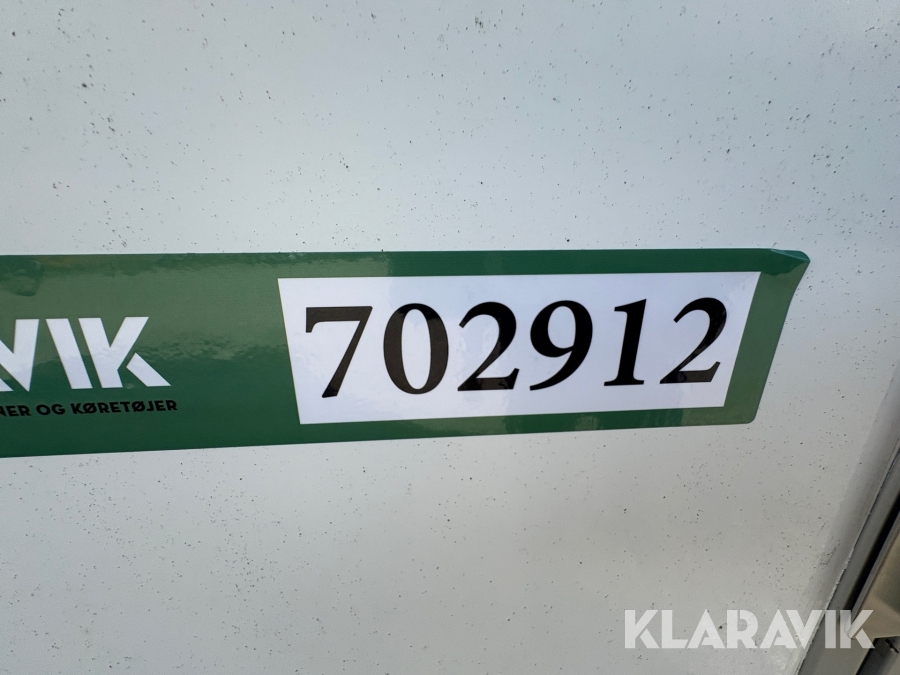 VIK
702912
NER OG KØRETØJER
KLARAVIK